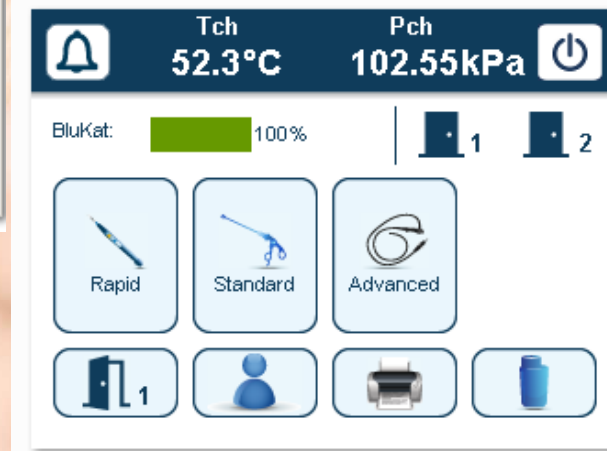 Tch Pch
52.3°C 102.55kPa
BluKat: 100% 1 2
Rapid Standard Advanced
1